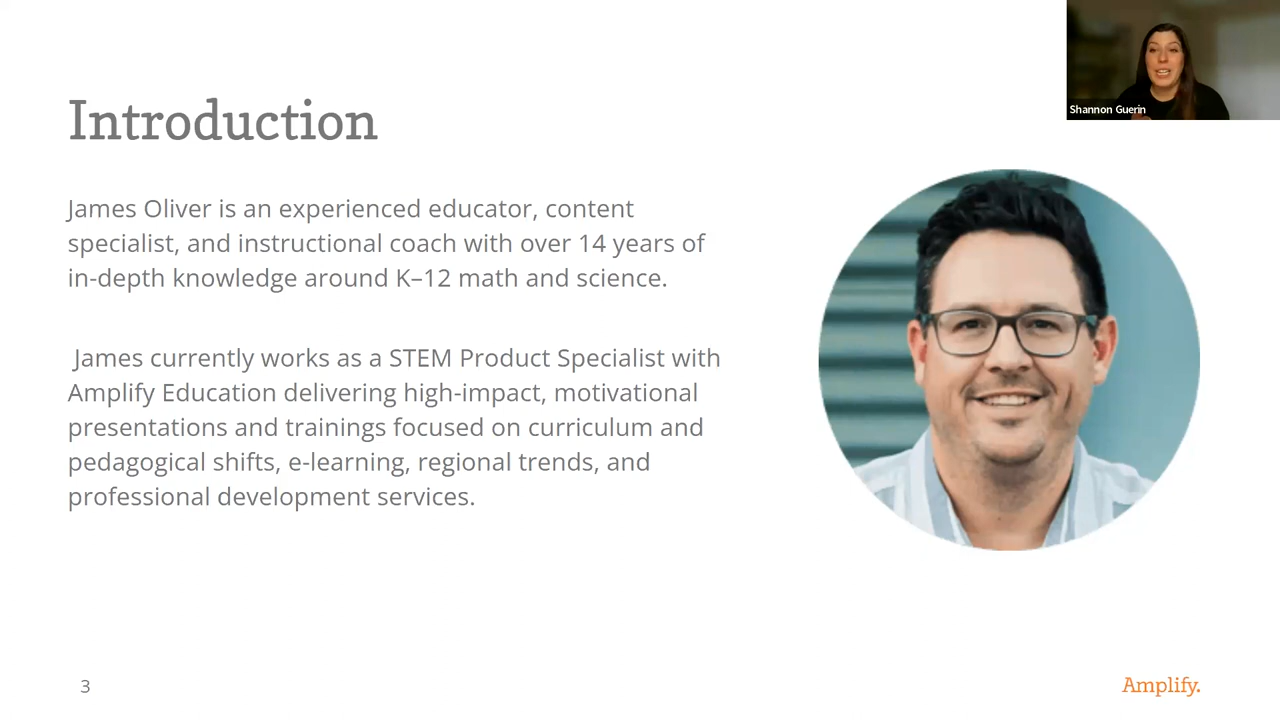 Shannon Guerin
Introduction
James Oliver is an experienced educator, content
specialist, and instructional coach with over 14 years of
in-depth knowledge around K–12 math and science.
James currently works as a STEM Product Specialist with
Amplify Education delivering high-impact, motivational
presentations and trainings focused on curriculum and
pedagogical shifts, e-learning, regional trends, and
professional development services.
3
Amplify.